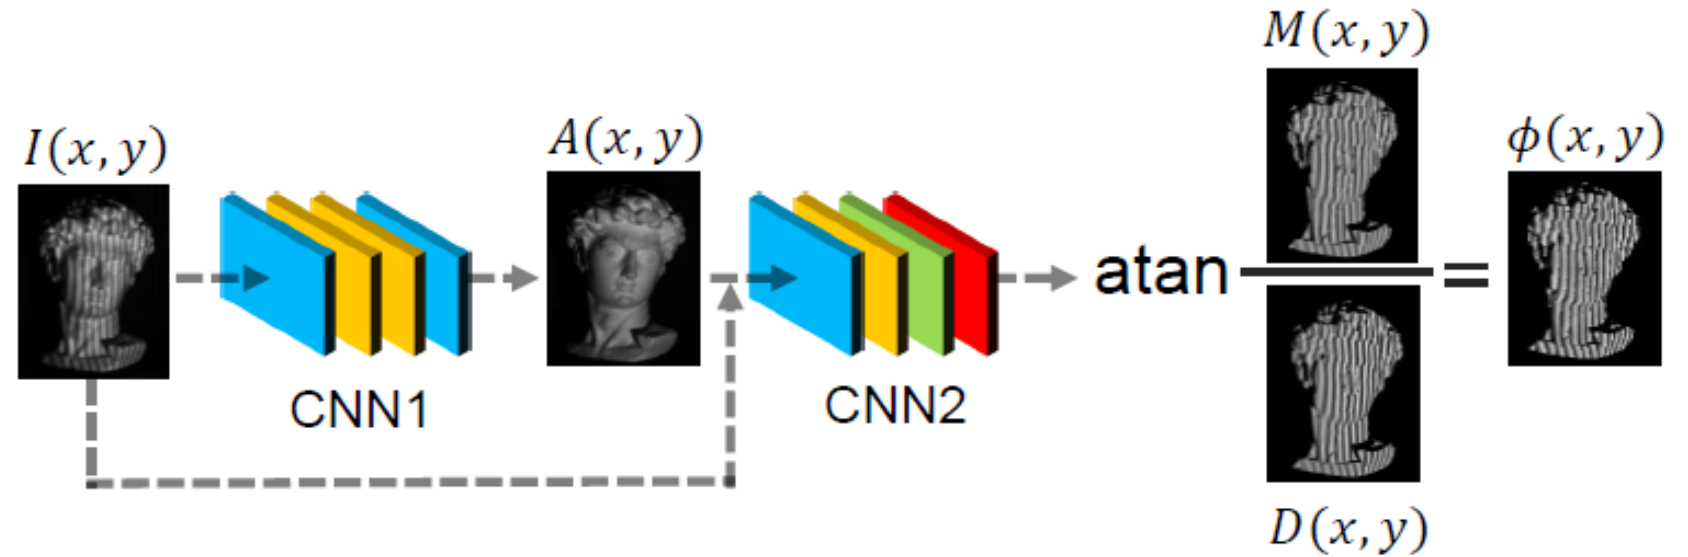 I(x, y)
CNN1
A(x, y)
CNN2
atan
M(x, y)
D(x, y)
=
ϕ(x, y)